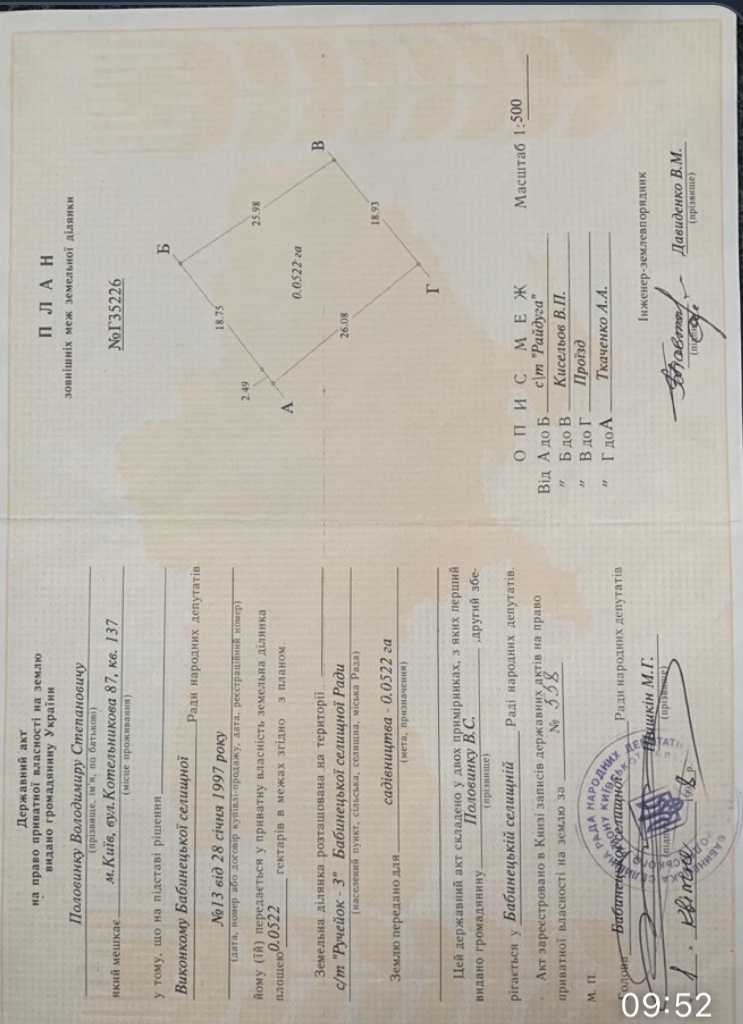 Державний акт
на право приватної власності на землю
видано громадянину України
Половинку Володимиру Степановичу
(прізвище, ім'я, по батькові)
який мешкає м.Київ, вул.Котельникова 87, кв. 137
(місце проживання)
у тому, що на підставі рішення
Виконкому Бабинецької селищної Ради народних депутатів
№13 від 28 січня 1997 року
(дата, номер або договір купівлі-продажу, дата, реєстраційний номер)
йому (їй) передається у приватну власність земельна ділянка
площею 0.0522 гектарів в межах згідно з планом.
Земельна ділянка розташована на території
с/т "Ручейок - 3" Бабинецької селищної Ради
(населений пункт, сільська, селищна, міська Рада)
Землю передано для садівництва - 0.0522 га
(мета, призначення)
Цей державний акт складено у двох примірниках, з яких перший
видано громадянину Половинку В.С. ,другий збе-
(прізвище)
рігається у Бабинецькій селищній Раді народних депутатів.
Акт зареєстровано в Книзі записів державних актів на право
приватної власності на землю за № 558
М. П.
Голова Бабинецької селищної Ради народних депутатів
Івашкін М.Г.
(прізвище)
1 квітня 1998 р.
П Л А Н
зовнішніх меж земельної ділянки
№Г35226
Б
В
А
Г
2.49
18.75
25.98
18.93
26.08
0.0522 га
О П И С М Е Ж Масштаб 1:500
Від А до Б с\т "Райдуга"
" Б до В Кисельов В.П.
" В до Г Проїзд
" Г до А Ткаченко А.А.
Інженер-землевпорядник
Давиденко В.М.
(прізвище)
09:52